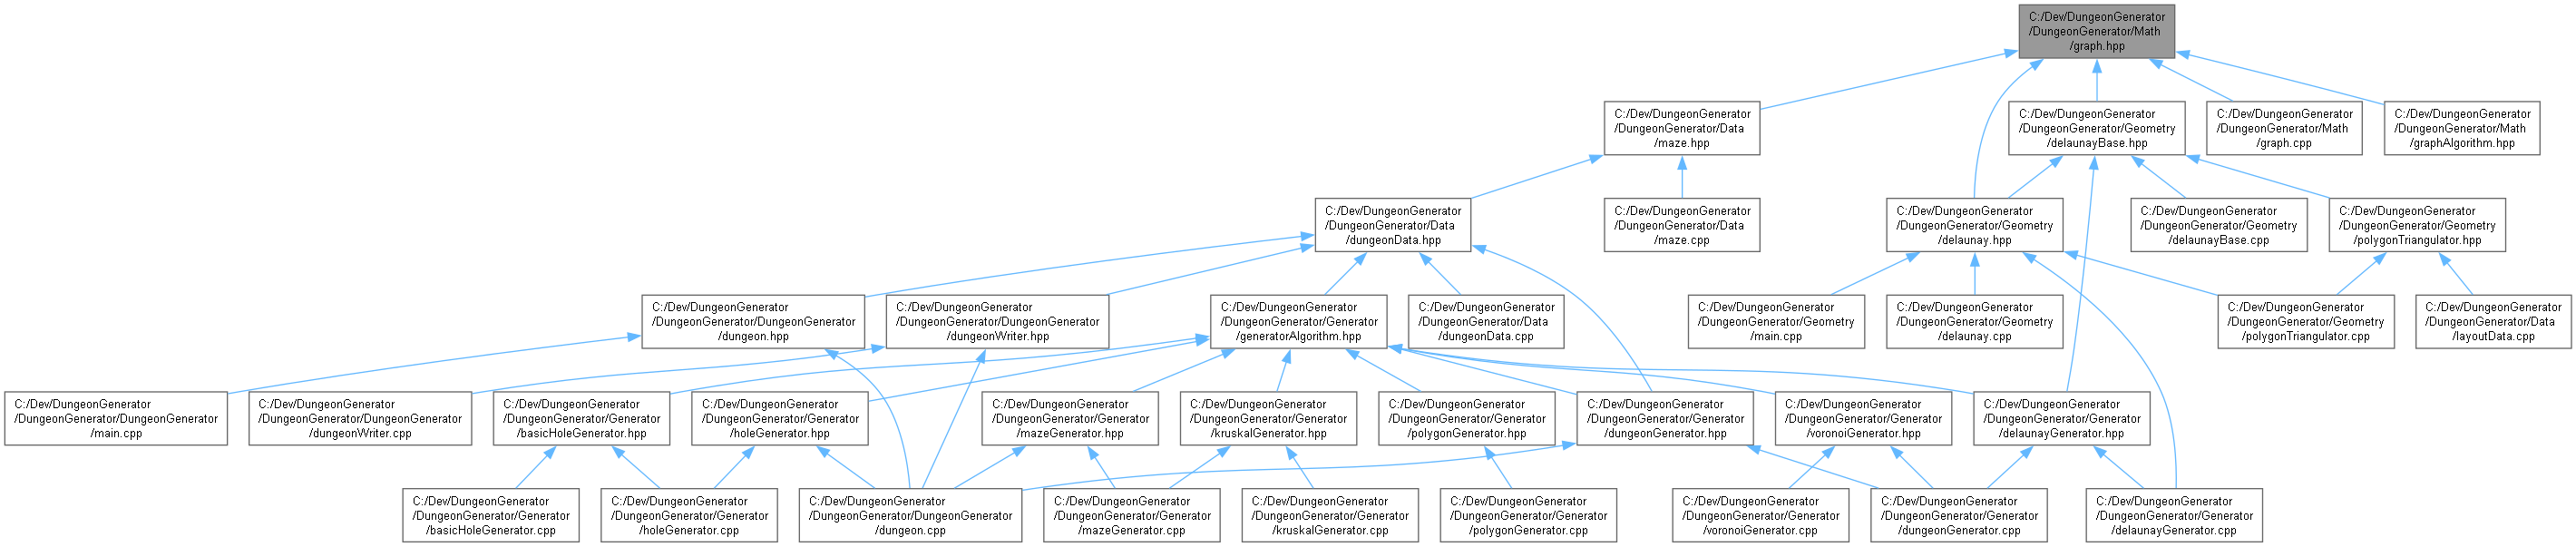 C:/Dev/DungeonGenerator
/DungeonGenerator/Math
/graph.hpp
C:/Dev/DungeonGenerator
/DungeonGenerator/Data
/maze.hpp
C:/Dev/DungeonGenerator
/DungeonGenerator/Geometry
/delaunayBase.hpp
C:/Dev/DungeonGenerator
/DungeonGenerator/Math
/graph.cpp
C:/Dev/DungeonGenerator
/DungeonGenerator/Math
/graphAlgorithm.hpp
C:/Dev/DungeonGenerator
/DungeonGenerator/Data
/dungeonData.hpp
C:/Dev/DungeonGenerator
/DungeonGenerator/Data
/maze.cpp
C:/Dev/DungeonGenerator
/DungeonGenerator/Geometry
/delaunay.hpp
C:/Dev/DungeonGenerator
/DungeonGenerator/Geometry
/delaunayBase.cpp
C:/Dev/DungeonGenerator
/DungeonGenerator/Geometry
/polygonTriangulator.hpp
C:/Dev/DungeonGenerator
/DungeonGenerator/DungeonGenerator
/dungeon.hpp
C:/Dev/DungeonGenerator
/DungeonGenerator/DungeonGenerator
/dungeonWriter.hpp
C:/Dev/DungeonGenerator
/DungeonGenerator/Generator
/generatorAlgorithm.hpp
C:/Dev/DungeonGenerator
/DungeonGenerator/Data
/dungeonData.cpp
C:/Dev/DungeonGenerator
/DungeonGenerator/Geometry
/main.cpp
C:/Dev/DungeonGenerator
/DungeonGenerator/Geometry
/delaunay.cpp
C:/Dev/DungeonGenerator
/DungeonGenerator/Geometry
/polygonTriangulator.cpp
C:/Dev/DungeonGenerator
/DungeonGenerator/Data
/layoutData.cpp
C:/Dev/DungeonGenerator
/DungeonGenerator/DungeonGenerator
/main.cpp
C:/Dev/DungeonGenerator
/DungeonGenerator/DungeonGenerator
/dungeonWriter.cpp
C:/Dev/DungeonGenerator
/DungeonGenerator/Generator
/basicHoleGenerator.hpp
C:/Dev/DungeonGenerator
/DungeonGenerator/Generator
/holeGenerator.hpp
C:/Dev/DungeonGenerator
/DungeonGenerator/Generator
/mazeGenerator.hpp
C:/Dev/DungeonGenerator
/DungeonGenerator/Generator
/kruskalGenerator.hpp
C:/Dev/DungeonGenerator
/DungeonGenerator/Generator
/polygonGenerator.hpp
C:/Dev/DungeonGenerator
/DungeonGenerator/Generator
/dungeonGenerator.hpp
C:/Dev/DungeonGenerator
/DungeonGenerator/Generator
/voronoiGenerator.hpp
C:/Dev/DungeonGenerator
/DungeonGenerator/Generator
/delaunayGenerator.hpp
C:/Dev/DungeonGenerator
/DungeonGenerator/Generator
/basicHoleGenerator.cpp
C:/Dev/DungeonGenerator
/DungeonGenerator/Generator
/holeGenerator.cpp
C:/Dev/DungeonGenerator
/DungeonGenerator/DungeonGenerator
/dungeon.cpp
C:/Dev/DungeonGenerator
/DungeonGenerator/Generator
/mazeGenerator.cpp
C:/Dev/DungeonGenerator
/DungeonGenerator/Generator
/kruskalGenerator.cpp
C:/Dev/DungeonGenerator
/DungeonGenerator/Generator
/polygonGenerator.cpp
C:/Dev/DungeonGenerator
/DungeonGenerator/Generator
/voronoiGenerator.cpp
C:/Dev/DungeonGenerator
/DungeonGenerator/Generator
/dungeonGenerator.cpp
C:/Dev/DungeonGenerator
/DungeonGenerator/Generator
/delaunayGenerator.cpp